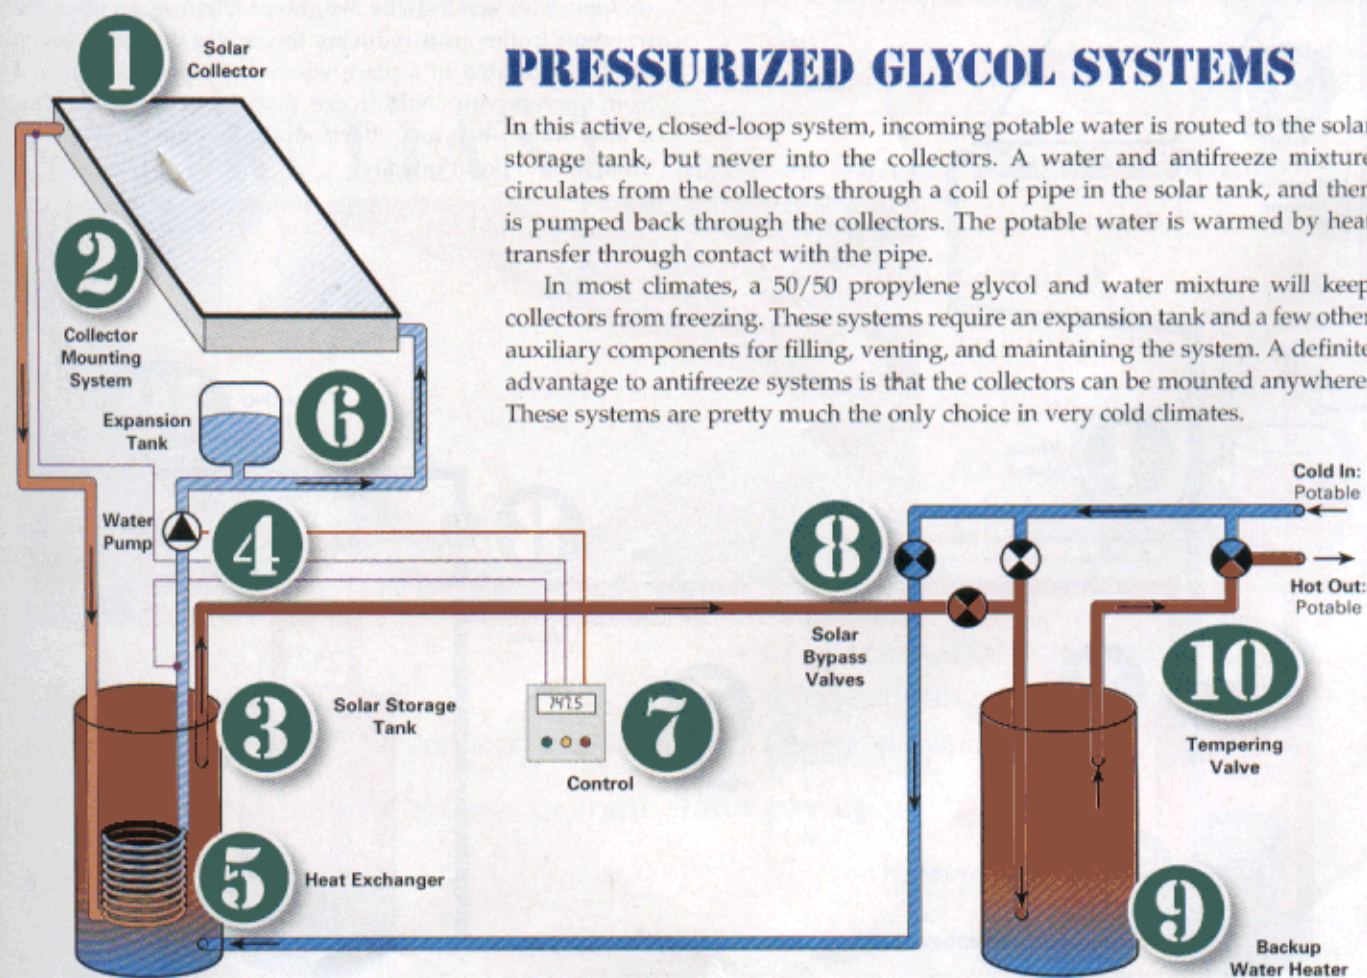 1
Solar
Collector
PRESSURIZED GLYCOL SYSTEMS
In this active, closed-loop system, incoming potable water is routed to the solar
storage tank, but never into the collectors. A water and antifreeze mixture
circulates from the collectors through a coil of pipe in the solar tank, and then
is pumped back through the collectors. The potable water is warmed by heat
transfer through contact with the pipe.
In most climates, a 50/50 propylene glycol and water mixture will keep
collectors from freezing. These systems require an expansion tank and a few other
auxiliary components for filling, venting, and maintaining the system. A definite
advantage to antifreeze systems is that the collectors can be mounted anywhere.
These systems are pretty much the only choice in very cold climates.
2
Collector
Mounting
System
Expansion
Tank
6
Water
Pump
4
Cold In:
Potable
8
Hot Out:
Potable
Solar
Bypass
Valves
10
Tempering
Valve
3
Solar Storage
Tank
147.5
7
Control
5
Heat Exchanger
9
Backup
Water Heater